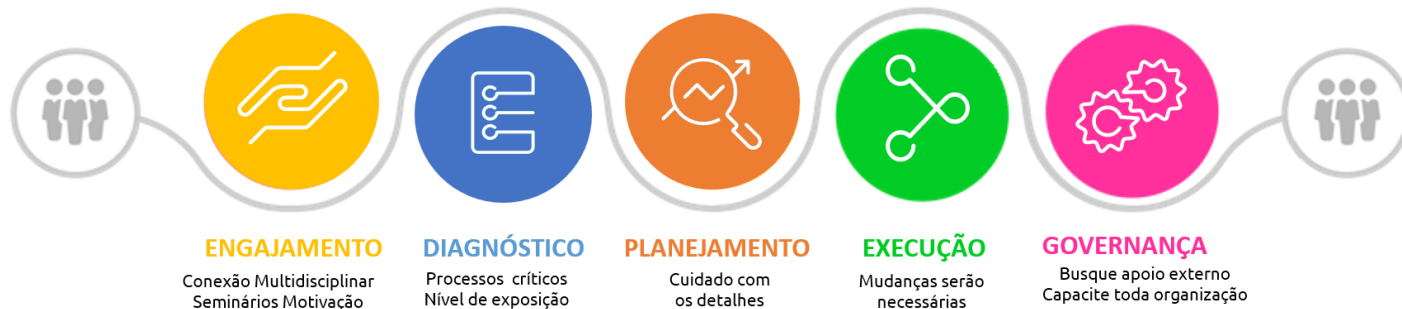 ENGAJAMENTO
Conexão Multidisciplinar
Seminários Motivação
DIAGNÓSTICO
Processos críticos
Nível de exposição
PLANEJAMENTO
Cuidado com
os detalhes
EXECUÇÃO
Mudanças serão
necessárias
GOVERNANÇA
Busque apoio externo
Capacite toda organização